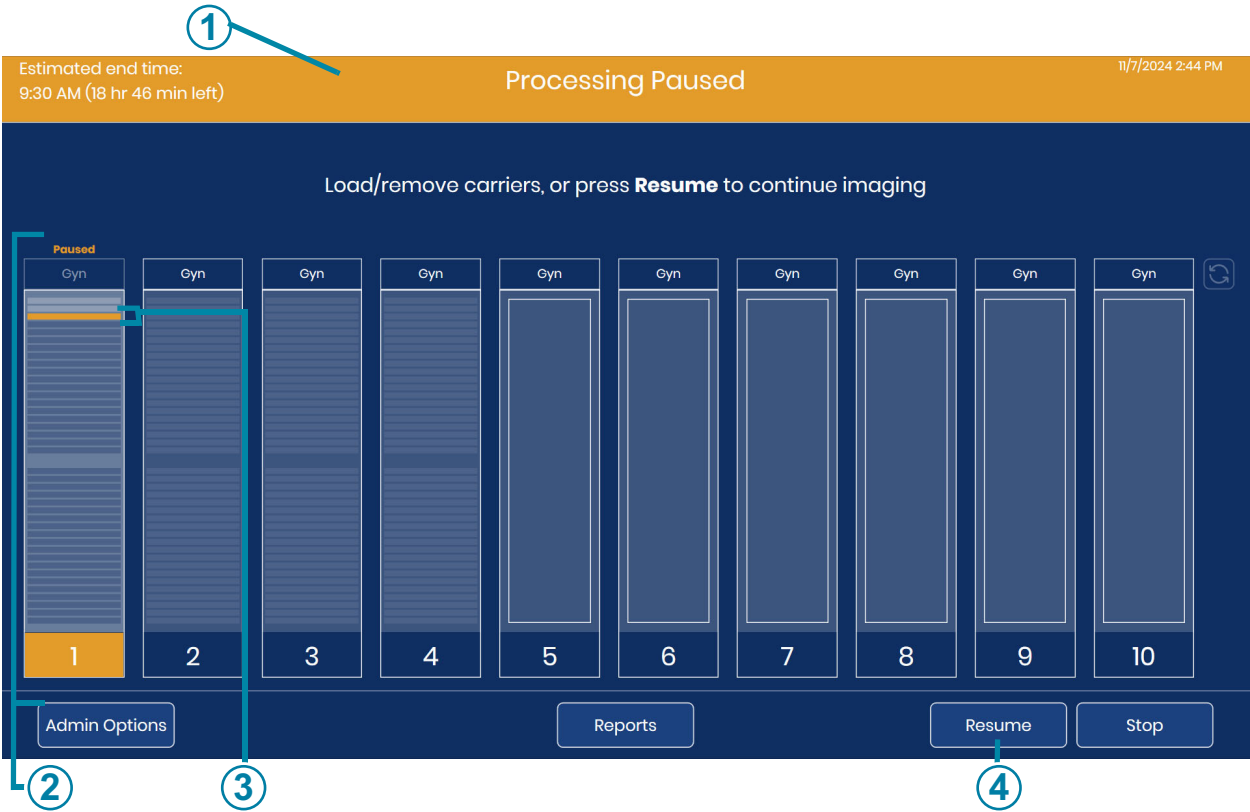 1
Estimated end time:
9:30 AM (18 hr 46 min left)
Processing Paused
11/7/2024 2:44 PM
Load/remove carriers, or press Resume to continue imaging
Paused
Gyn Gyn Gyn Gyn Gyn Gyn Gyn Gyn Gyn Gyn
1 2 3 4 5 6 7 8 9 10
Admin Options Reports Resume Stop
2 3 4